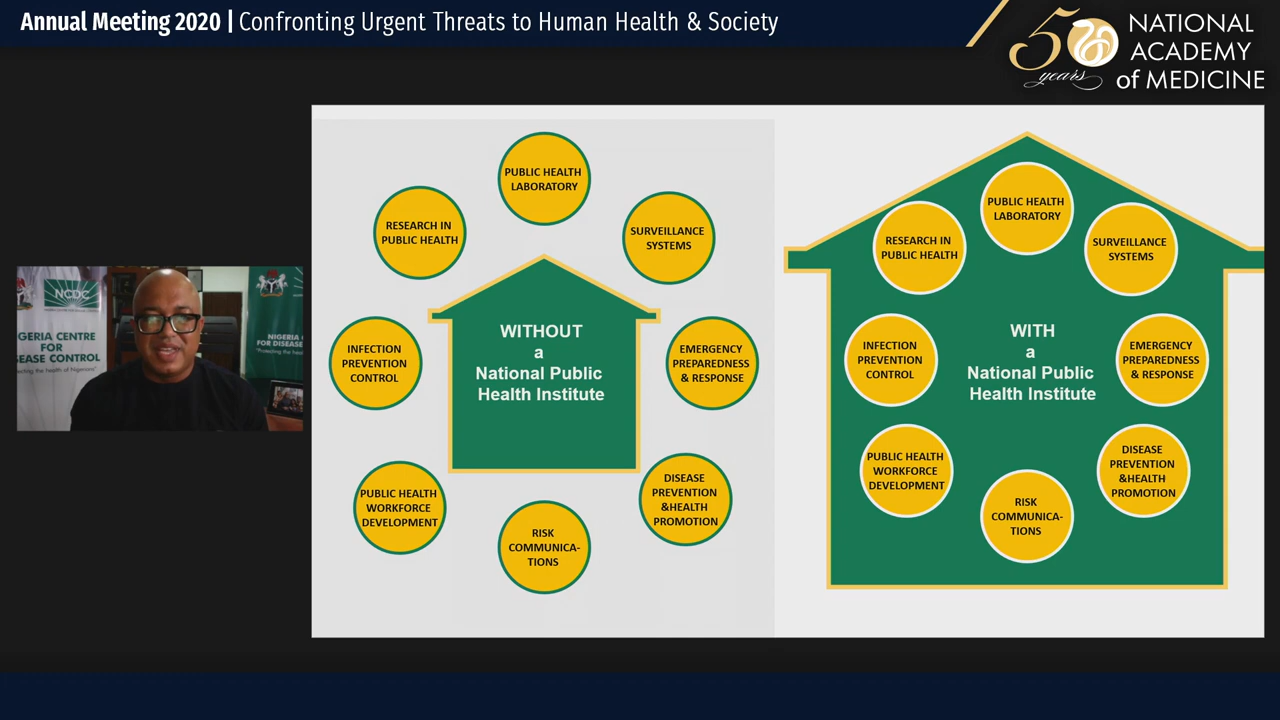 Annual Meeting 2020 | Confronting Urgent Threats to Human Health & Society
50
years
NATIONAL
ACADEMY
of MEDICINE
NCDC
IGERIA CENTRE
FOR
SEASE CONTROL
NIGERIA
FOR DISEASE
PUBLIC HEALTH
LABORATORY
RESEARCH IN
PUBLIC HEALTH
SURVEILLANCE
SYSTEMS
INFECTION
PREVENTION
CONTROL
WITHOUT
a
National Public
Health Institute
EMERGENCY
PREPAREDNESS
& RESPONSE
PUBLIC HEALTH
WORKFORCE
DEVELOPMENT
RISK
COMMUNICA-
TIONS
DISEASE
PREVENTION
&HEALTH
PROMOTION
PUBLIC HEALTH
LABORATORY
RESEARCH IN
PUBLIC HEALTH
SURVEILLANCE
SYSTEMS
INFECTION
PREVENTION
CONTROL
WITH
a
National Public
Health Institute
EMERGENCY
PREPAREDNESS
& RESPONSE
PUBLIC HEALTH
WORKFORCE
DEVELOPMENT
RISK
COMMUNICA-
TIONS
DISEASE
PREVENTION
&HEALTH
PROMOTION